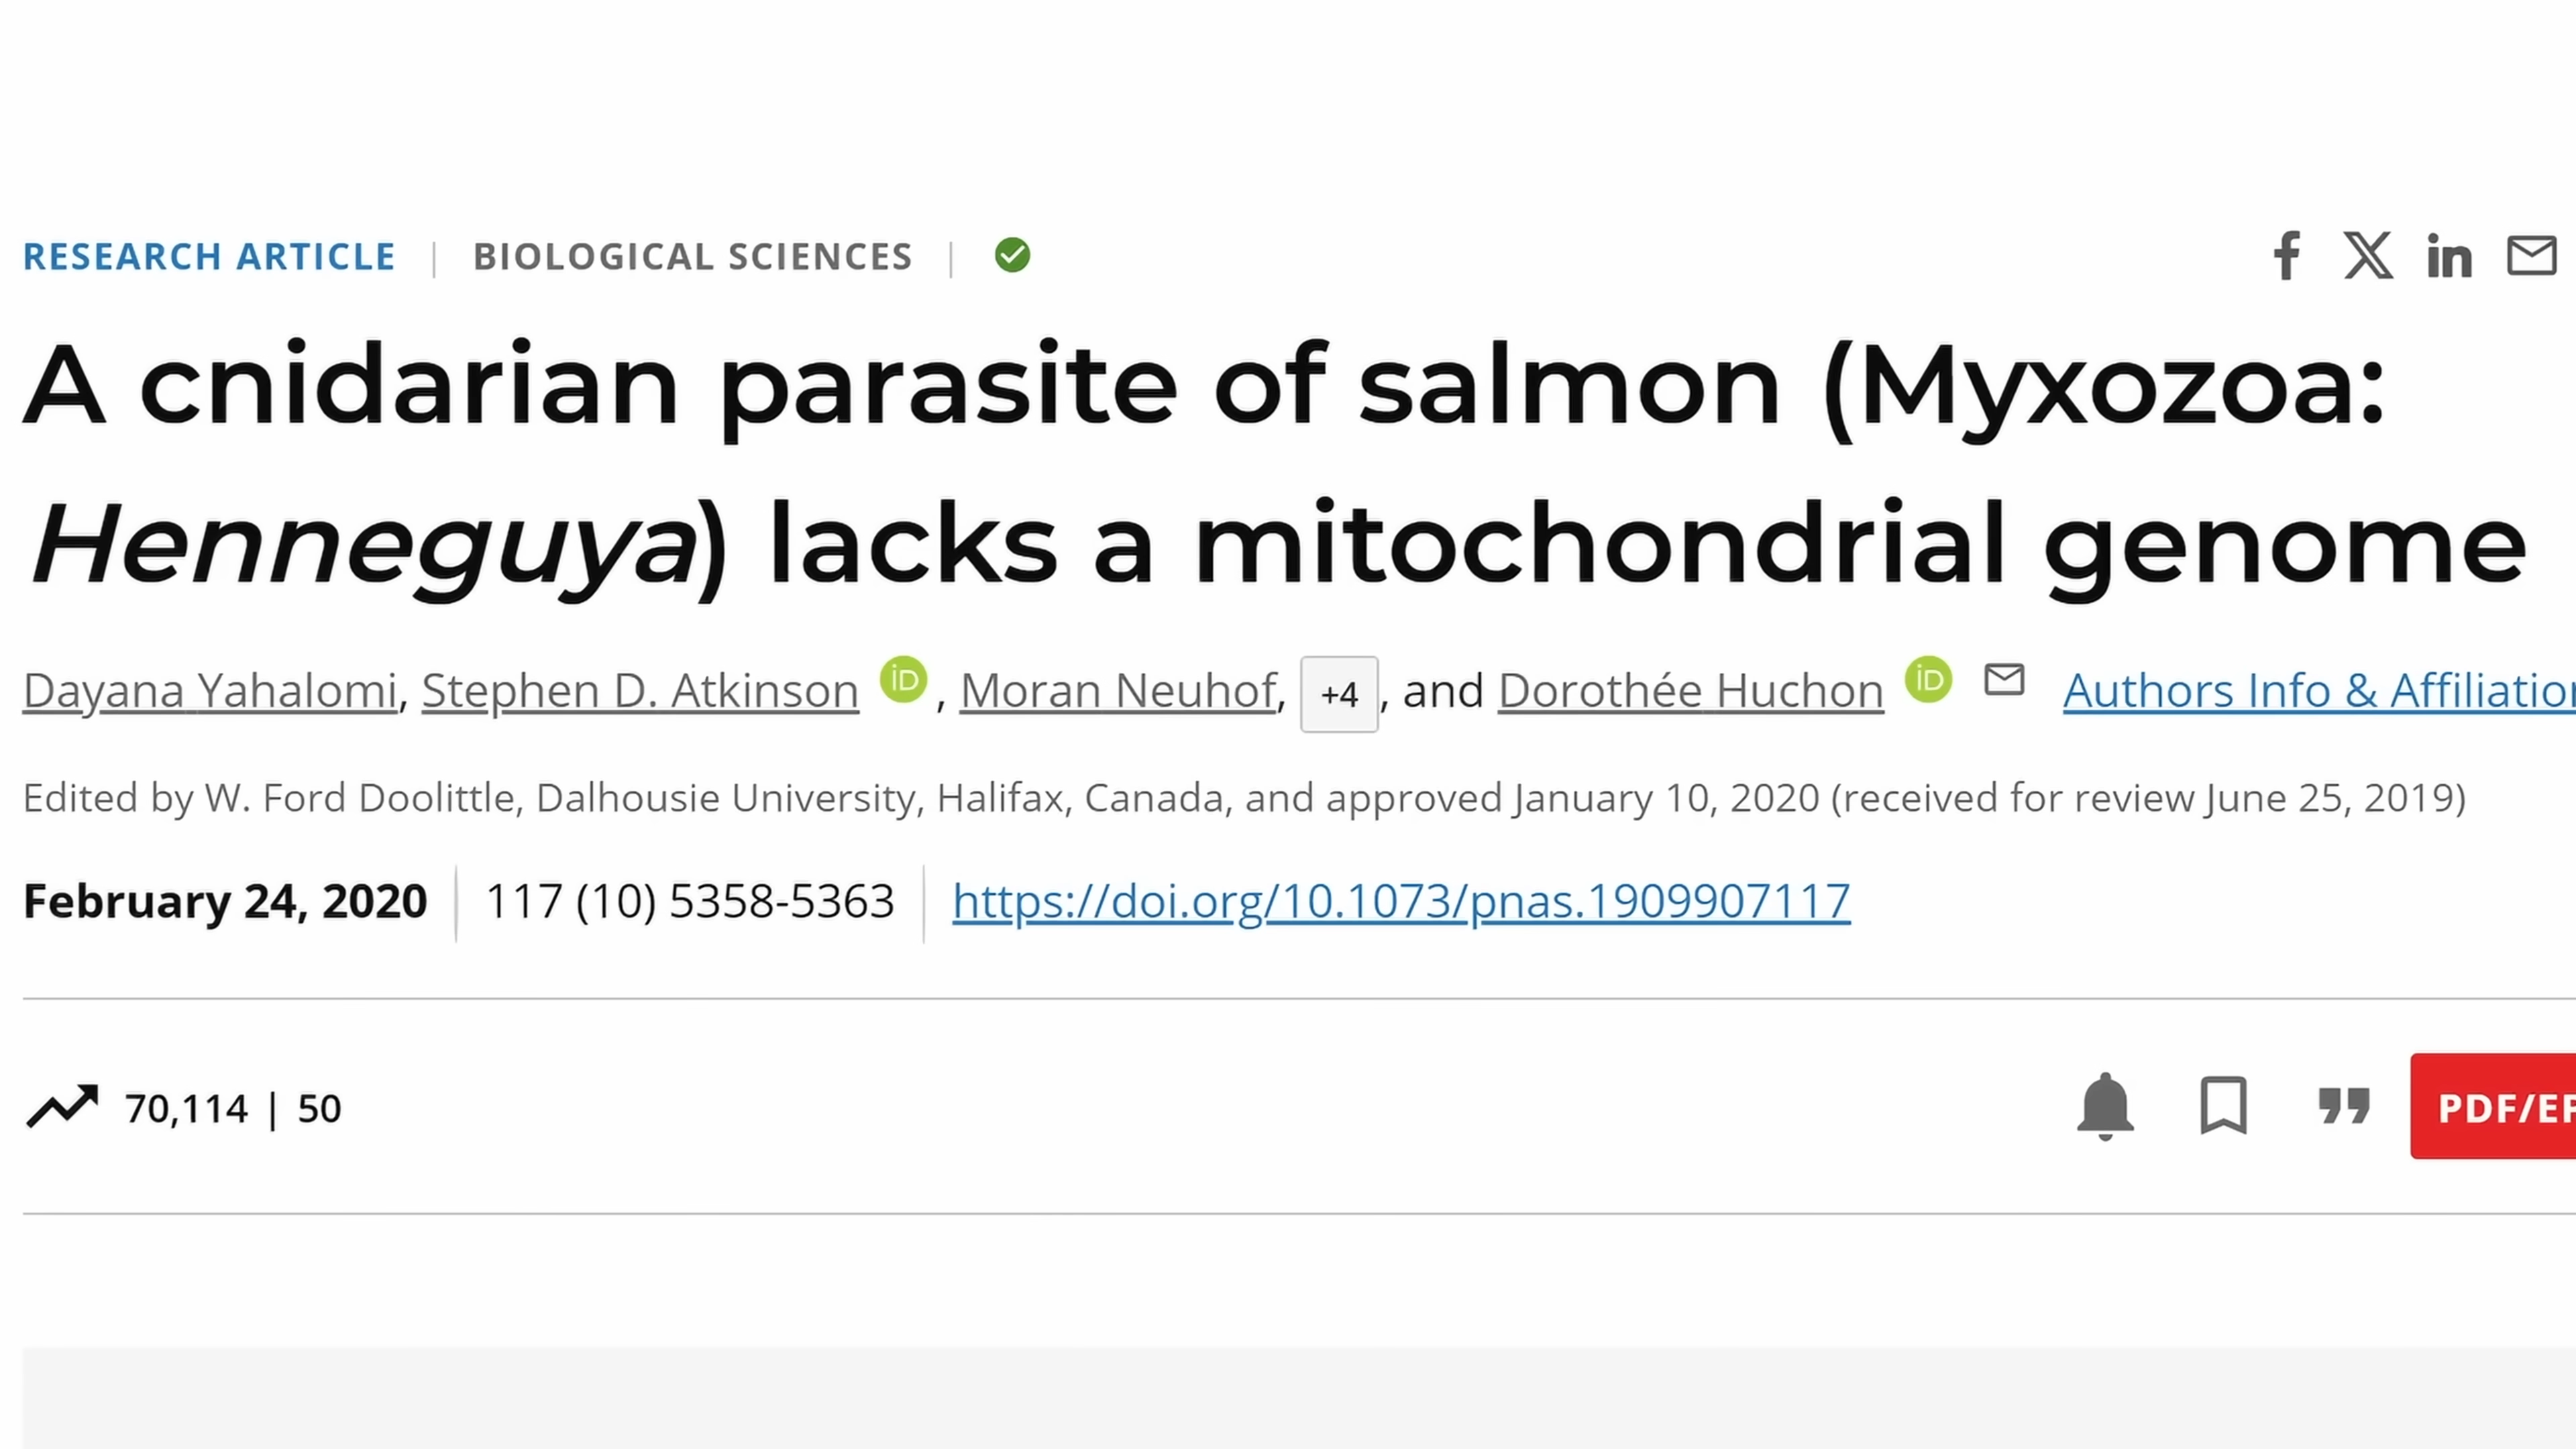 RESEARCH ARTICLE | BIOLOGICAL SCIENCES |
A cnidarian parasite of salmon (Myxozoa:
Henneguya) lacks a mitochondrial genome
Dayana Yahalomi, Stephen D. Atkinson iD, Moran Neuhof, +4, and Dorothée Huchon iD Authors Info &
Edited by W. Ford Doolittle, Dalhousie University, Halifax, Canada, and approved January 10, 2020 (received for review June 25, 2019)
February 24, 2020 | 117 (10) 5358-5363 | https://doi.org/10.1073/pnas.1909907117
70,114 | 50